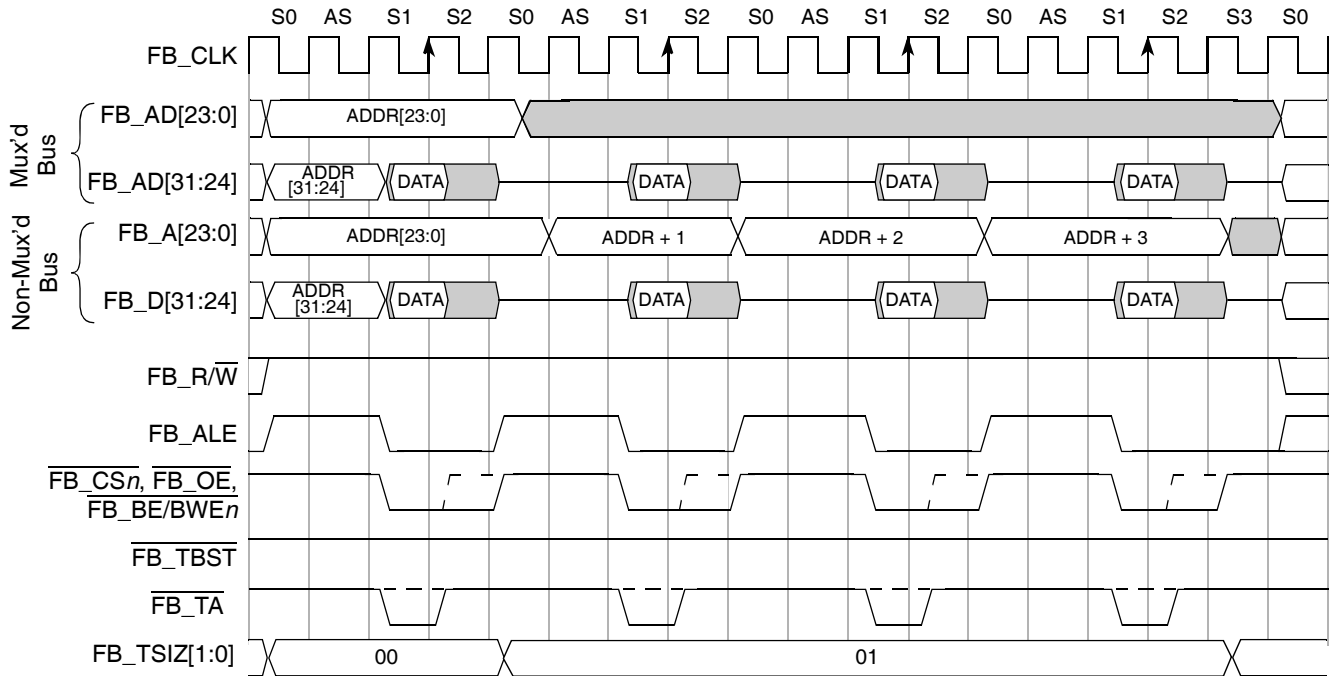 S0 AS S1 S2 S0 AS S1 S2 S0 AS S1 S2 S0 AS S1 S2 S3 S0
FB_CLK
Mux'd Bus
FB_AD[23:0] ADDR[23:0]
FB_AD[31:24] ADDR [31:24] DATA DATA DATA DATA
Non-Mux'd Bus
FB_A[23:0] ADDR[23:0] ADDR + 1 ADDR + 2 ADDR + 3
FB_D[31:24] ADDR [31:24] DATA DATA DATA DATA
FB_R/W
FB_ALE
FB_CSn, FB_OE,
FB_BE/BWEn
FB_TBST
FB_TA
FB_TSIZ[1:0] 00 01